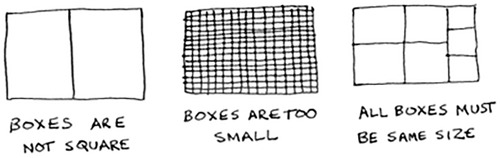 BOXES ARE
NOT SQUARE
BOXES ARE TOO
SMALL
ALL BOXES MUST
BE SAME SIZE